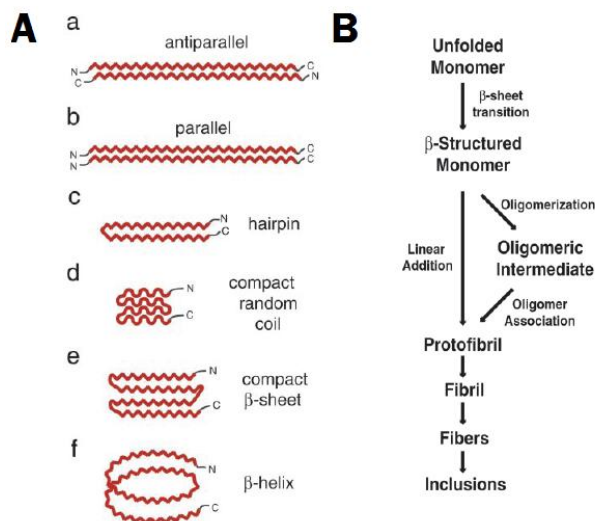 A
a
antiparallel
N C
C N
b
parallel
N C
N C
c
N
hairpin
C
d
N
compact
random
coil
C
e
N
compact
β-sheet
C
f
N
β-helix
C
B
Unfolded
Monomer
β-sheet
transition
β-Structured
Monomer
Oligomerization
Linear
Addition
Oligomeric
Intermediate
Oligomer
Association
Protofibril
Fibril
Fibers
Inclusions